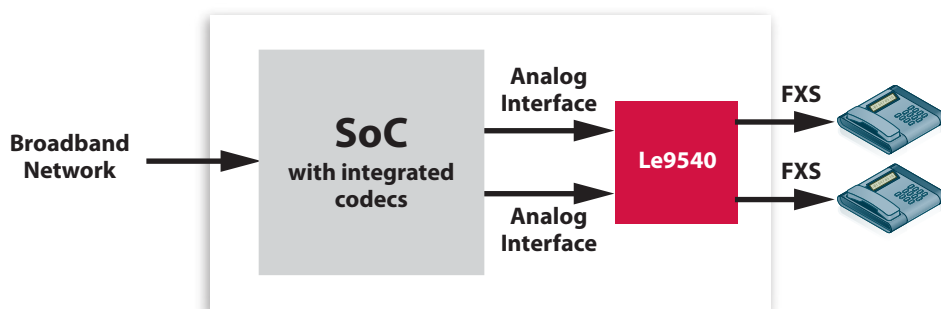 Broadband
Network
SoC
with integrated
codecs
Analog
Interface
Analog
Interface
Le9540
FXS
FXS